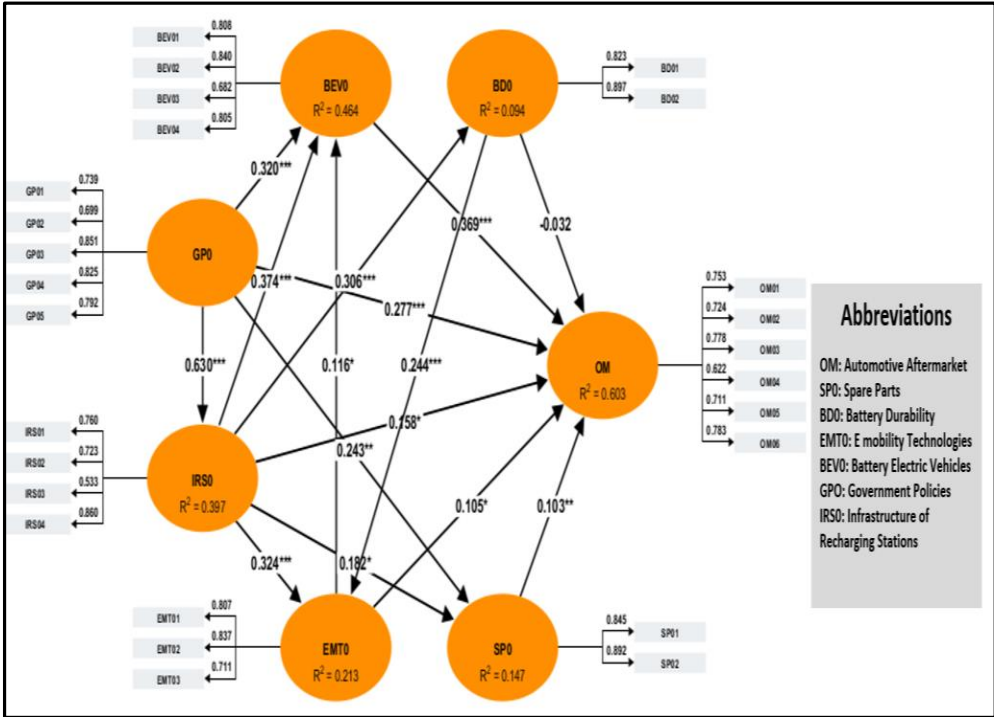 BEV01
0.808
BEV02
0.840
BEV03
0.682
BEV04
0.805
BEV0
R² = 0.464
BD0
R² = 0.094
0.823
BD01
0.897
BD02
GP01
0.739
GP02
0.699
GP03
0.851
GP04
0.825
GP05
0.792
GP0
0.320***
0.369***
-0.032
0.374***
0.306***
0.277***
0.630***
0.116*
0.244***
OM
R² = 0.603
0.753
OM01
0.724
OM02
0.778
OM03
0.622
OM04
0.711
OM05
0.783
OM06
IRS01
0.760
IRS02
0.723
IRS03
0.533
IRS04
0.860
IRS0
R² = 0.397
0.158*
0.243**
0.105*
0.103**
0.324***
0.182*
EMT01
0.807
EMT02
0.837
EMT03
0.711
EMT0
R² = 0.213
SP0
R² = 0.147
0.845
SP01
0.892
SP02
Abbreviations
OM: Automotive Aftermarket
SP0: Spare Parts
BD0: Battery Durability
EMT0: E mobility Technologies
BEV0: Battery Electric Vehicles
GPO: Government Policies
IRS0: Infrastructure of
Recharging Stations